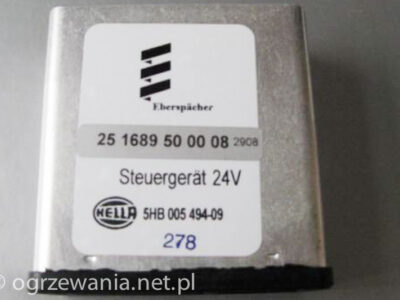 Eberspächer
25 1689 50 00 08 2908
Steuergerät 24V
HELLA 5HB 005 494-09
278
ogrzewania.net.pl